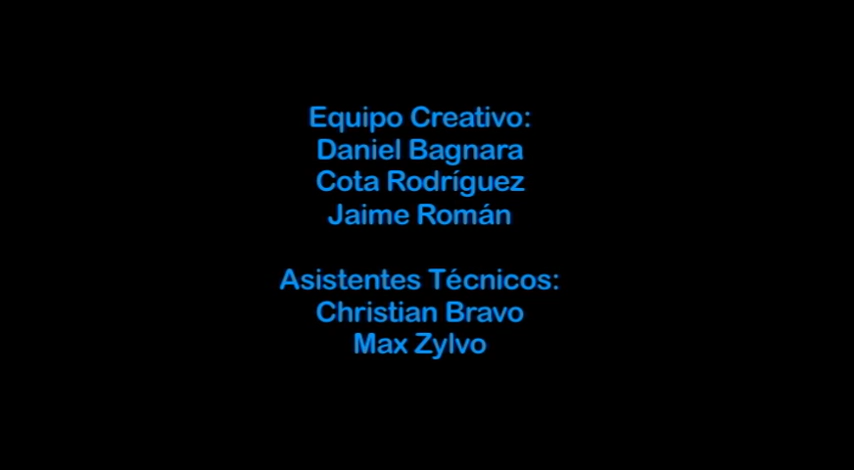 Equipo Creativo:
Daniel Bagnara
Cota Rodríguez
Jaime Román
Asistentes Técnicos:
Christian Bravo
Max Zylvo